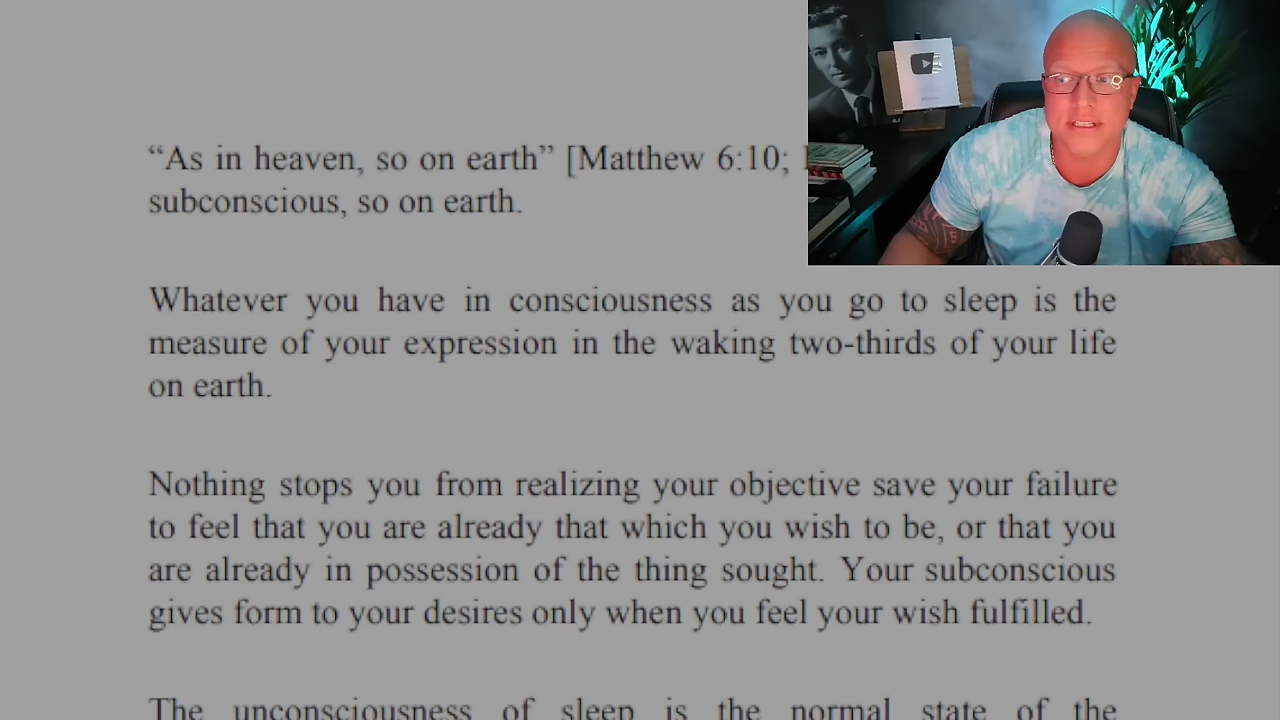 “As in heaven, so on earth” [Matthew 6:10;
subconscious, so on earth.
Whatever you have in consciousness as you go to sleep is the
measure of your expression in the waking two-thirds of your life
on earth.
Nothing stops you from realizing your objective save your failure
to feel that you are already that which you wish to be, or that you
are already in possession of the thing sought. Your subconscious
gives form to your desires only when you feel your wish fulfilled.
The unconsciousness of sleep is the normal state of the